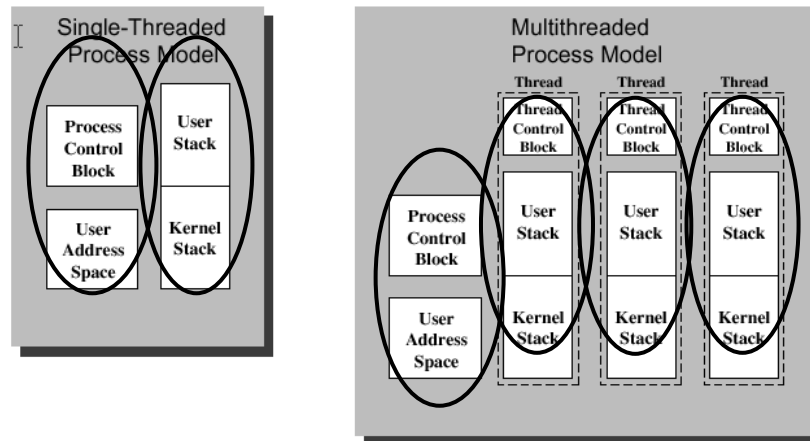 Single-Threaded
Process Model
Process
Control
Block
User
Address
Space
User
Stack
Kernel
Stack
Multithreaded
Process Model
Process
Control
Block
User
Address
Space
Thread
Thread
Control
Block
User
Stack
Kernel
Stack
Thread
Thread
Control
Block
User
Stack
Kernel
Stack
Thread
Thread
Control
Block
User
Stack
Kernel
Stack